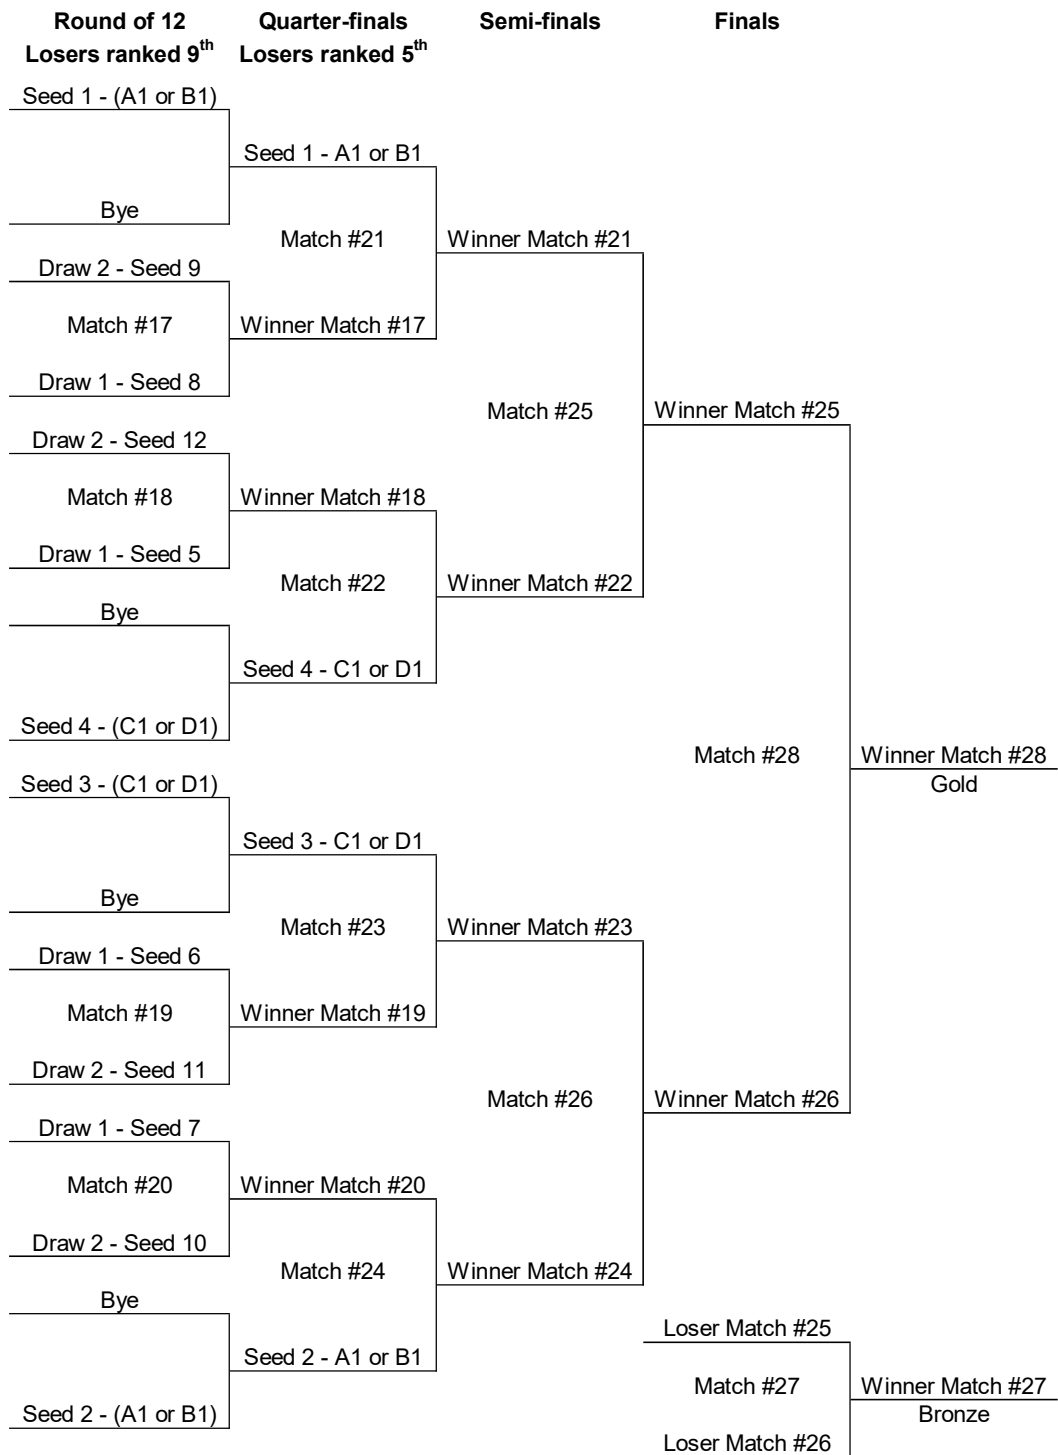 Round of 12
Losers ranked 9th
Quarter-finals
Losers ranked 5th
Semi-finals
Finals
Seed 1 - (A1 or B1)
Seed 1 - A1 or B1
Bye
Match #21
Winner Match #21
Draw 2 - Seed 9
Match #17
Winner Match #17
Draw 1 - Seed 8
Match #25
Winner Match #25
Draw 2 - Seed 12
Match #18
Winner Match #18
Draw 1 - Seed 5
Match #22
Winner Match #22
Bye
Seed 4 - C1 or D1
Seed 4 - (C1 or D1)
Match #28
Winner Match #28
Gold
Seed 3 - (C1 or D1)
Seed 3 - C1 or D1
Bye
Match #23
Winner Match #23
Draw 1 - Seed 6
Match #19
Winner Match #19
Draw 2 - Seed 11
Match #26
Winner Match #26
Draw 1 - Seed 7
Match #20
Winner Match #20
Draw 2 - Seed 10
Match #24
Winner Match #24
Bye
Loser Match #25
Seed 2 - A1 or B1
Match #27
Winner Match #27
Bronze
Seed 2 - (A1 or B1)
Loser Match #26